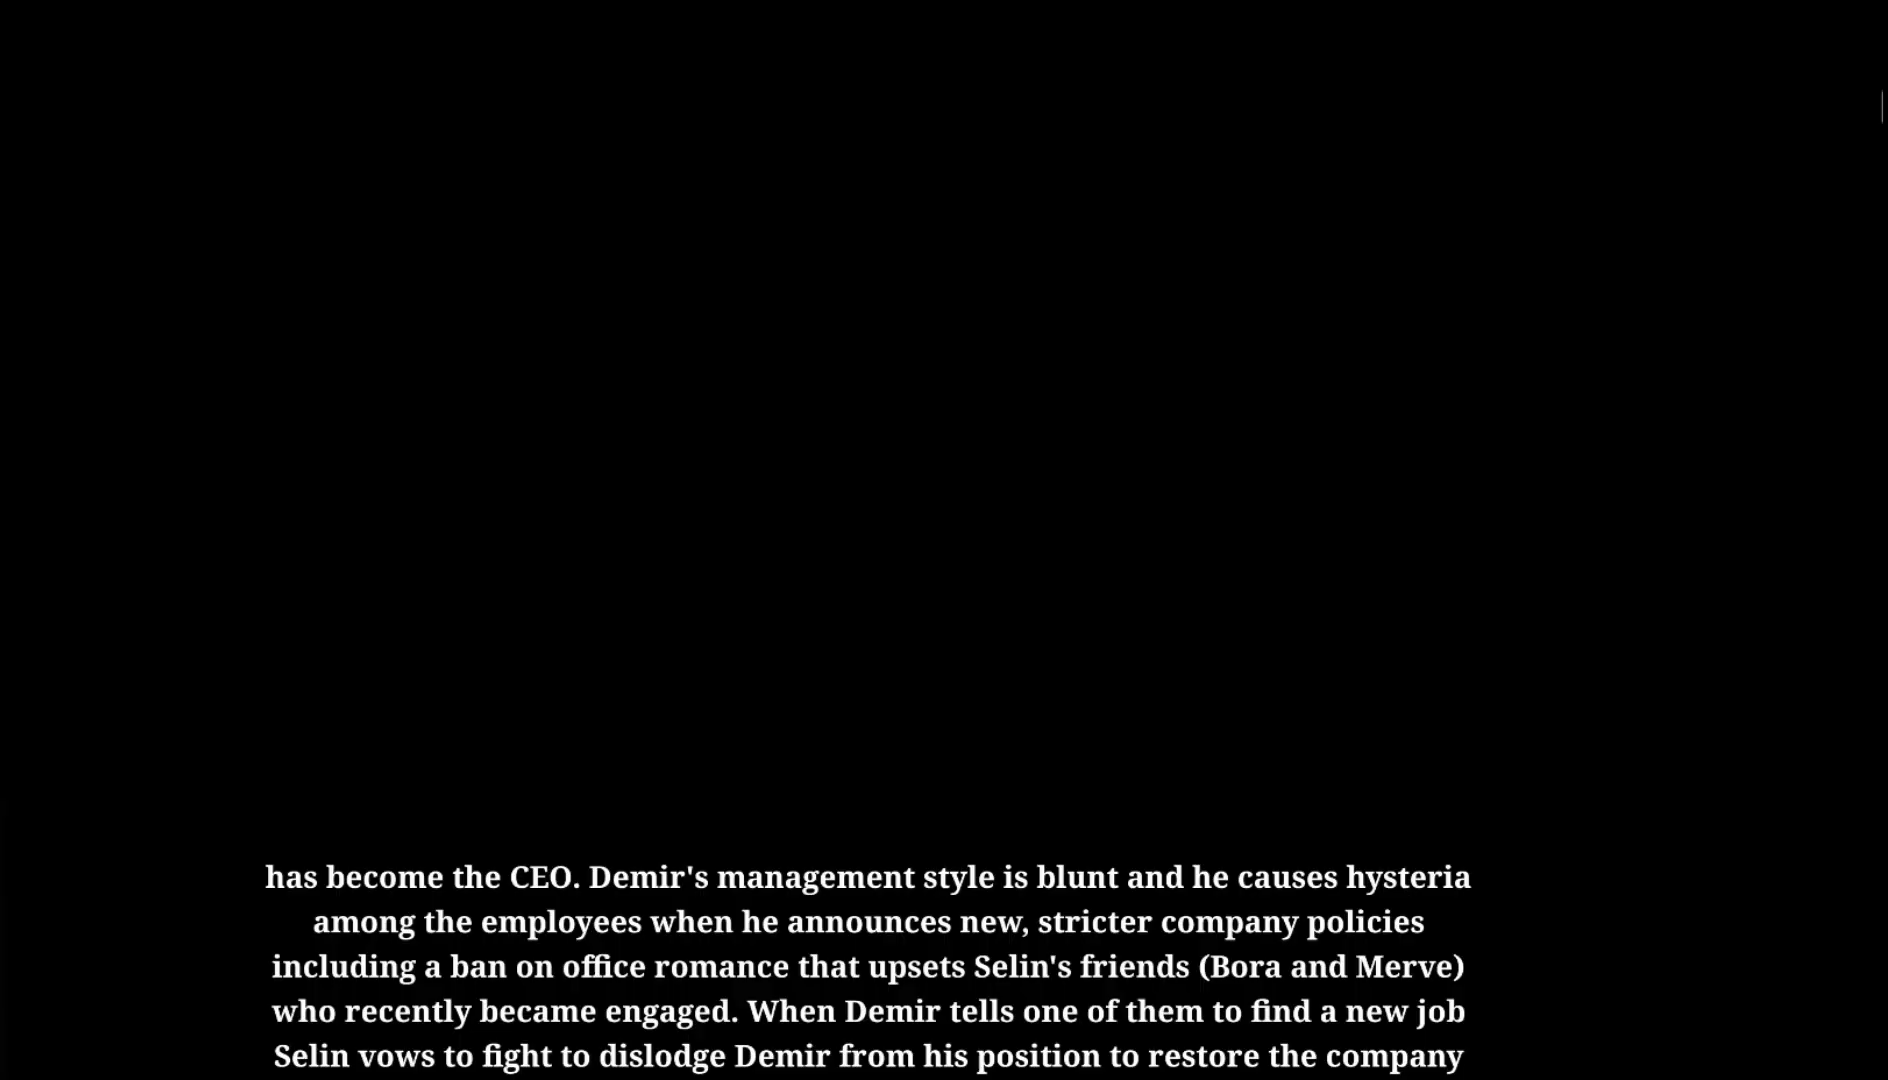 has become the CEO. Demir's management style is blunt and he causes hysteria
among the employees when he announces new, stricter company policies
including a ban on office romance that upsets Selin's friends (Bora and Merve)
who recently became engaged. When Demir tells one of them to find a new job
Selin vows to fight to dislodge Demir from his position to restore the company